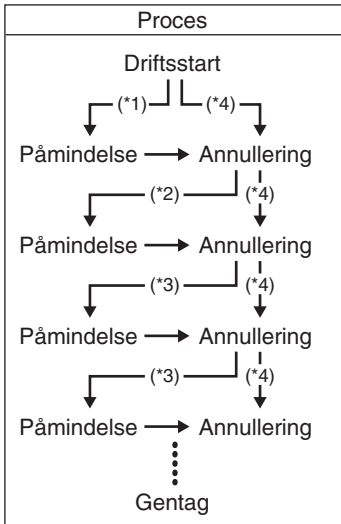 Proces
Driftsstart
(*1) (*4)
Påmindelse Annullering
(*2) (*4)
Påmindelse Annullering
(*3) (*4)
Påmindelse Annullering
(*3) (*4)
Påmindelse Annullering
Gentag